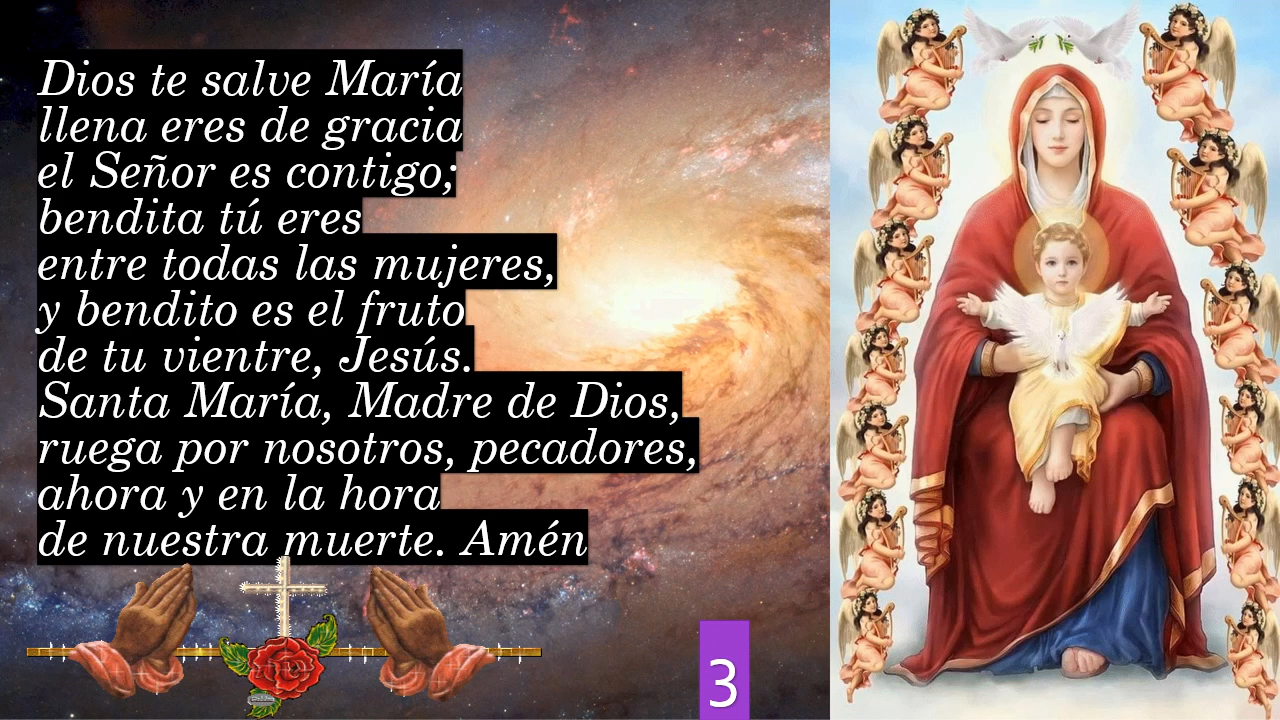 Dios te salve María
llena eres de gracia
el Señor es contigo;
bendita tú eres
entre todas las mujeres,
y bendito es el fruto
de tu vientre, Jesús.
Santa María, Madre de Dios,
ruega por nosotros, pecadores,
ahora y en la hora
de nuestra muerte. Amén
3